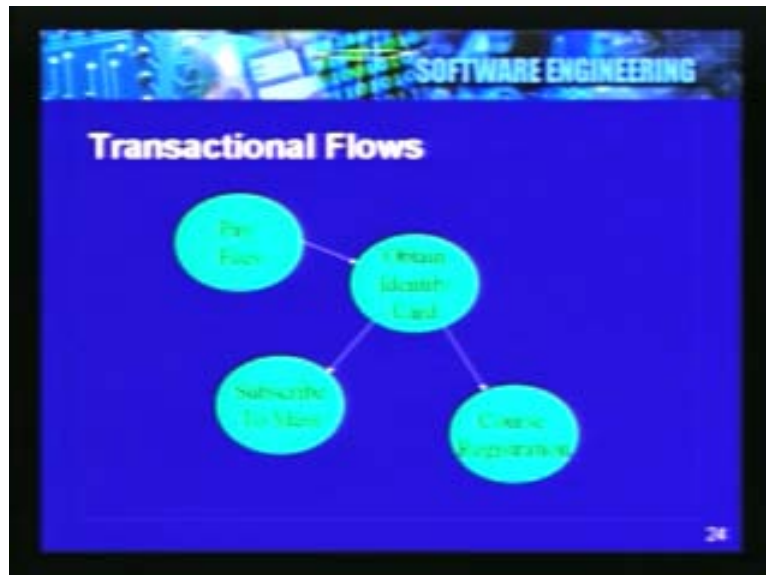 SOFTWARE ENGINEERING
Transactional Flows
Pay
Fees
Obtain
Identity
Card
Subscribe
To Mess
Course
Registration
24